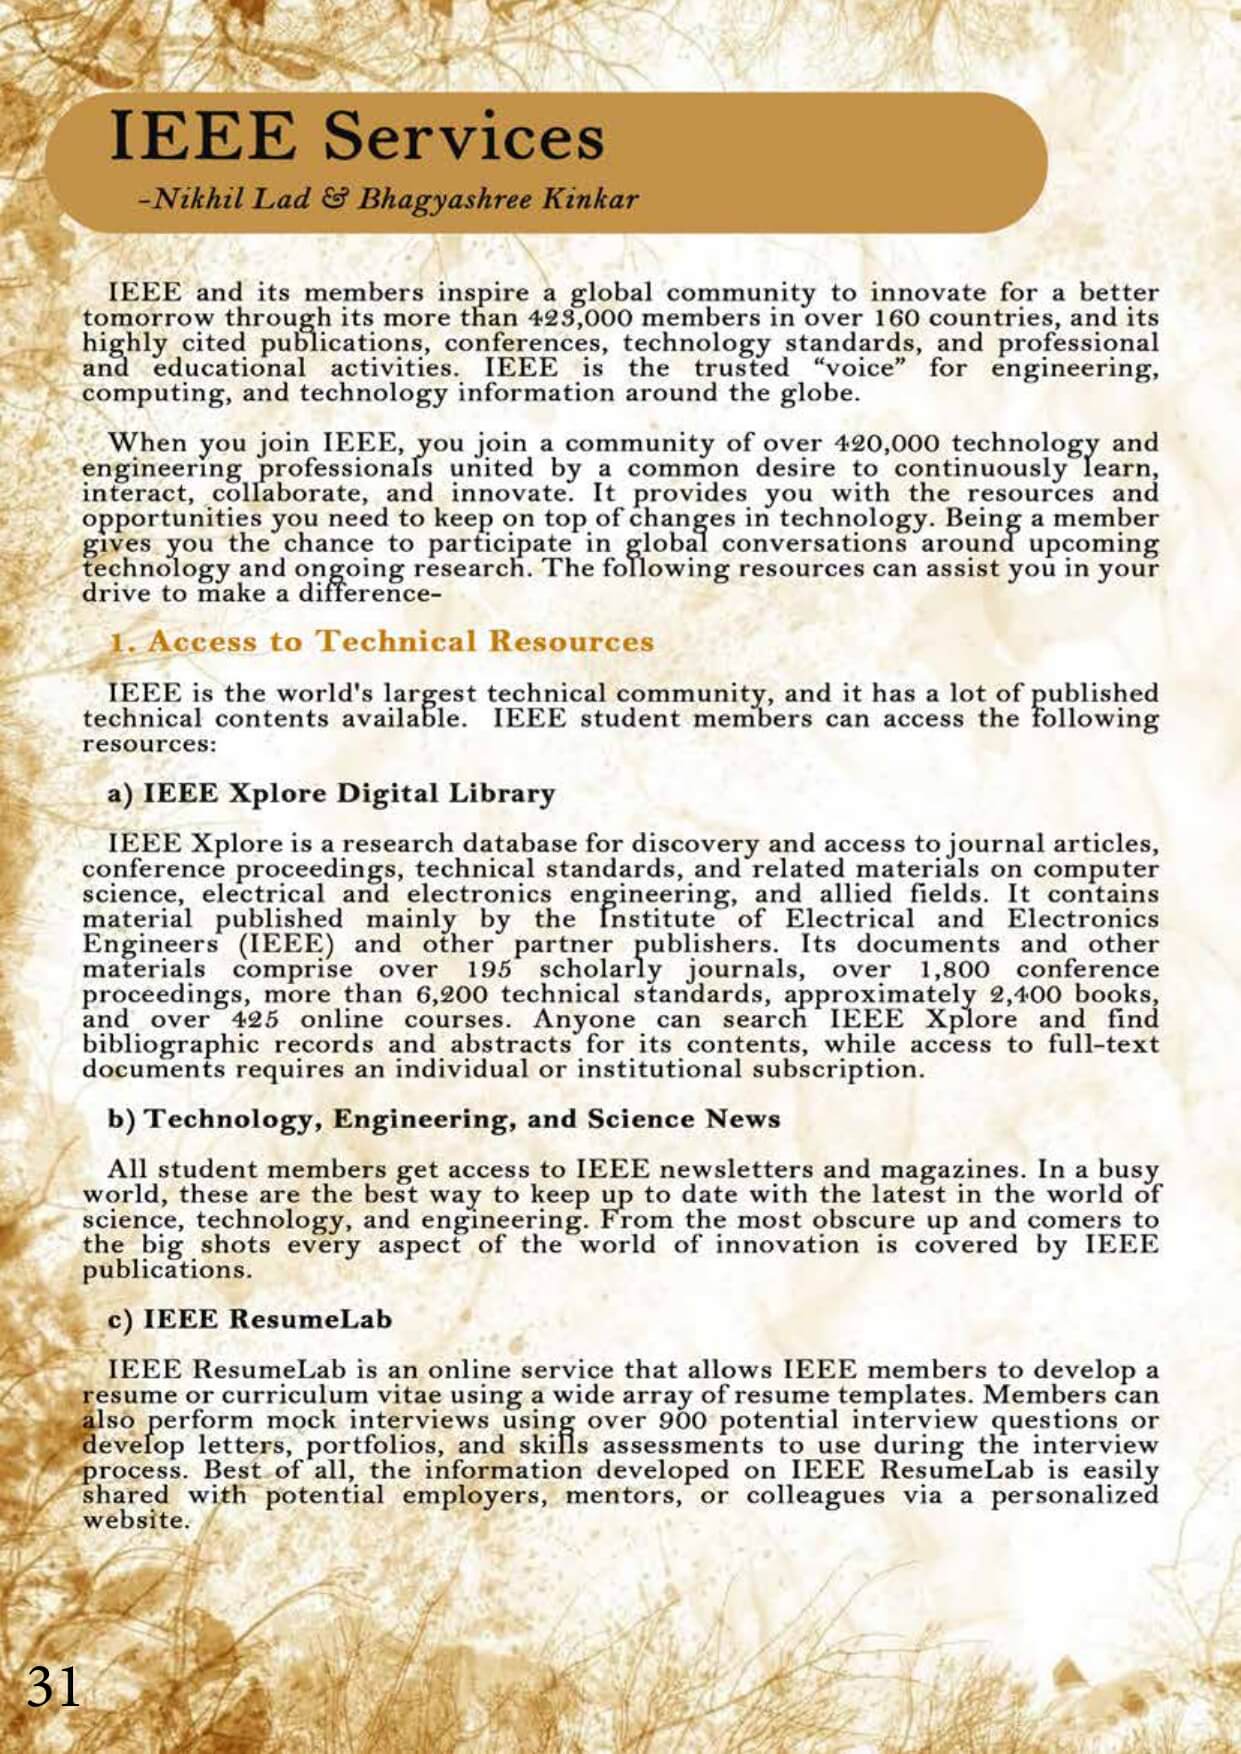 IEEE Services
-Nikhil Lad & Bhagyashree Kinkar
IEEE and its members inspire a global community to innovate for a better
tomorrow through its more than 423,000 members in over 160 countries, and its
highly cited publications, conferences, technology standards, and professional
and educational activities. IEEE is the trusted “voice” for engineering,
computing, and technology information around the globe.
When you join IEEE, you join a community of over 420,000 technology and
engineering professionals united by a common desire to continuously learn,
interact, collaborate, and innovate. It provides you with the resources and
opportunities you need to keep on top of changes in technology. Being a member
gives you the chance to participate in global conversations around upcoming
technology and ongoing research. The following resources can assist you in your
drive to make a difference-
1. Access to Technical Resources
IEEE is the world's largest technical community, and it has a lot of published
technical contents available. IEEE student members can access the following
resources:
a) IEEE Xplore Digital Library
IEEE Xplore is a research database for discovery and access to journal articles,
conference proceedings, technical standards, and related materials on computer
science, electrical and electronics engineering, and allied fields. It contains
material published mainly by the Institute of Electrical and Electronics
Engineers (IEEE) and other partner publishers. Its documents and other
materials comprise over 195 scholarly journals, over 1,800 conference
proceedings, more than 6,200 technical standards, approximately 2,400 books,
and over 425 online courses. Anyone can search IEEE Xplore and find
bibliographic records and abstracts for its contents, while access to full-text
documents requires an individual or institutional subscription.
b) Technology, Engineering, and Science News
All student members get access to IEEE newsletters and magazines. In a busy
world, these are the best way to keep up to date with the latest in the world of
science, technology, and engineering. From the most obscure up and comers to
the big shots every aspect of the world of innovation is covered by IEEE
publications.
c) IEEE ResumeLab
IEEE ResumeLab is an online service that allows IEEE members to develop a
resume or curriculum vitae using a wide array of resume templates. Members can
also perform mock interviews using over 900 potential interview questions or
develop letters, portfolios, and skills assessments to use during the interview
process. Best of all, the information developed on IEEE ResumeLab is easily
shared with potential employers, mentors, or colleagues via a personalized
website.
31